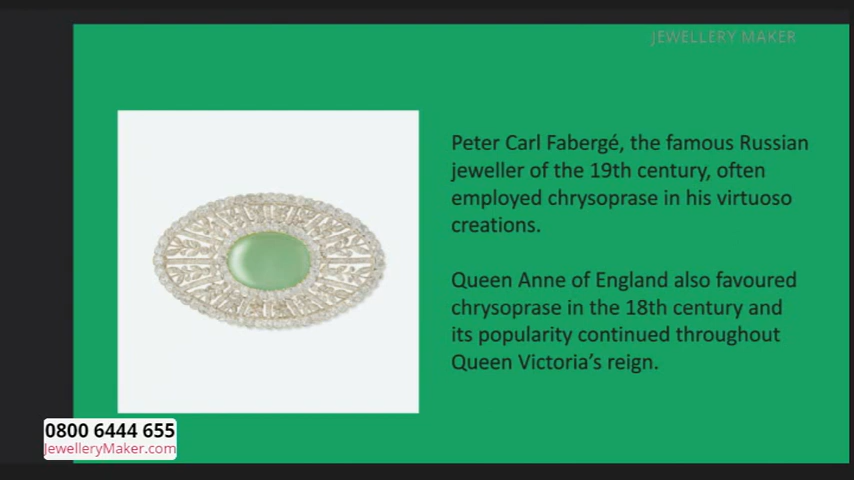 JEWELLERY MAKER
Peter Carl Fabergé, the famous Russian
jeweller of the 19th century, often
employed chrysoprase in his virtuoso
creations.
Queen Anne of England also favoured
chrysoprase in the 18th century and
its popularity continued throughout
Queen Victoria’s reign.
0800 6444 655
JewelleryMaker.com